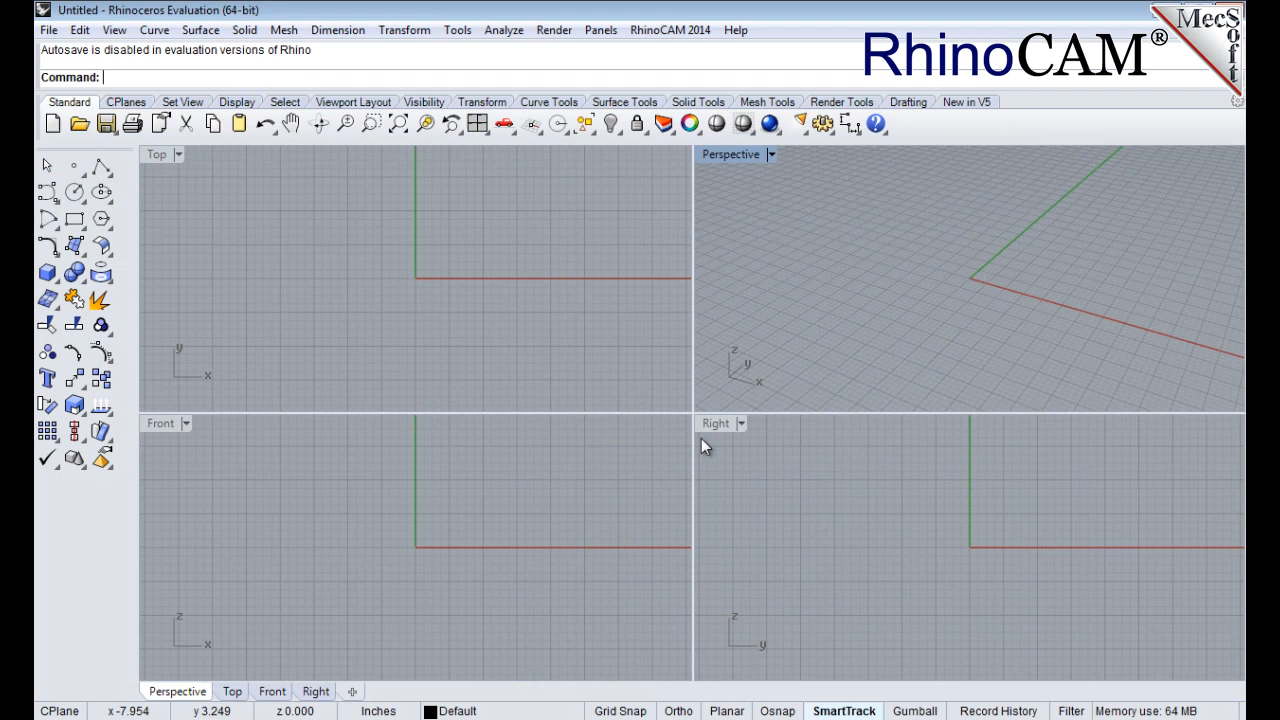 Untitled - Rhinoceros Evaluation (64-bit)
File Edit View Curve Surface Solid Mesh Dimension Transform Tools Analyze Render Panels RhinoCAM 2014 Help
Autosave is disabled in evaluation versions of Rhino
Command:
RhinoCAM®
MecSoft
Standard CPlanes Set View Display Select Viewport Layout Visibility Transform Curve Tools Surface Tools Solid Tools Mesh Tools Render Tools Drafting New in V5
Top
y
x
Perspective
z
y
x
Front
z
x
Right
z
y
Perspective Top Front Right
CPlane x -7.954 y 3.249 z 0.000 Inches Default Grid Snap Ortho Planar Osnap SmartTrack Gumball Record History Filter Memory use: 64 MB